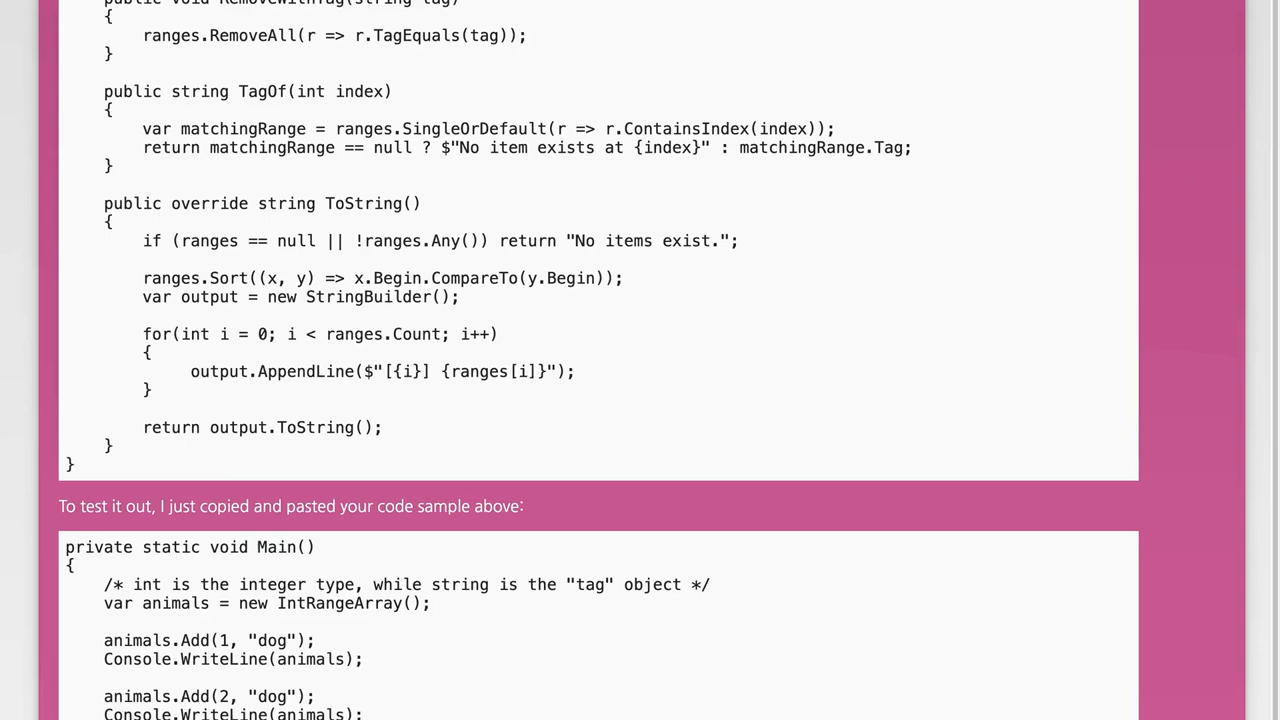 public void RemoveWithTag(string tag)
{
ranges.RemoveAll(r => r.TagEquals(tag));
}
public string TagOf(int index)
{
var matchingRange = ranges.SingleOrDefault(r => r.ContainsIndex(index));
return matchingRange == null ? $"No item exists at {index}" : matchingRange.Tag;
}
public override string ToString()
{
if (ranges == null || !ranges.Any()) return "No items exist.";
ranges.Sort((x, y) => x.Begin.CompareTo(y.Begin));
var output = new StringBuilder();
for(int i = 0; i < ranges.Count; i++)
{
output.AppendLine($"[{i}] {ranges[i]}");
}
return output.ToString();
}
}
To test it out, I just copied and pasted your code sample above:
private static void Main()
{
/* int is the integer type, while string is the "tag" object */
var animals = new IntRangeArray();
animals.Add(1, "dog");
Console.WriteLine(animals);
animals.Add(2, "dog");
Console.WriteLine(animals);